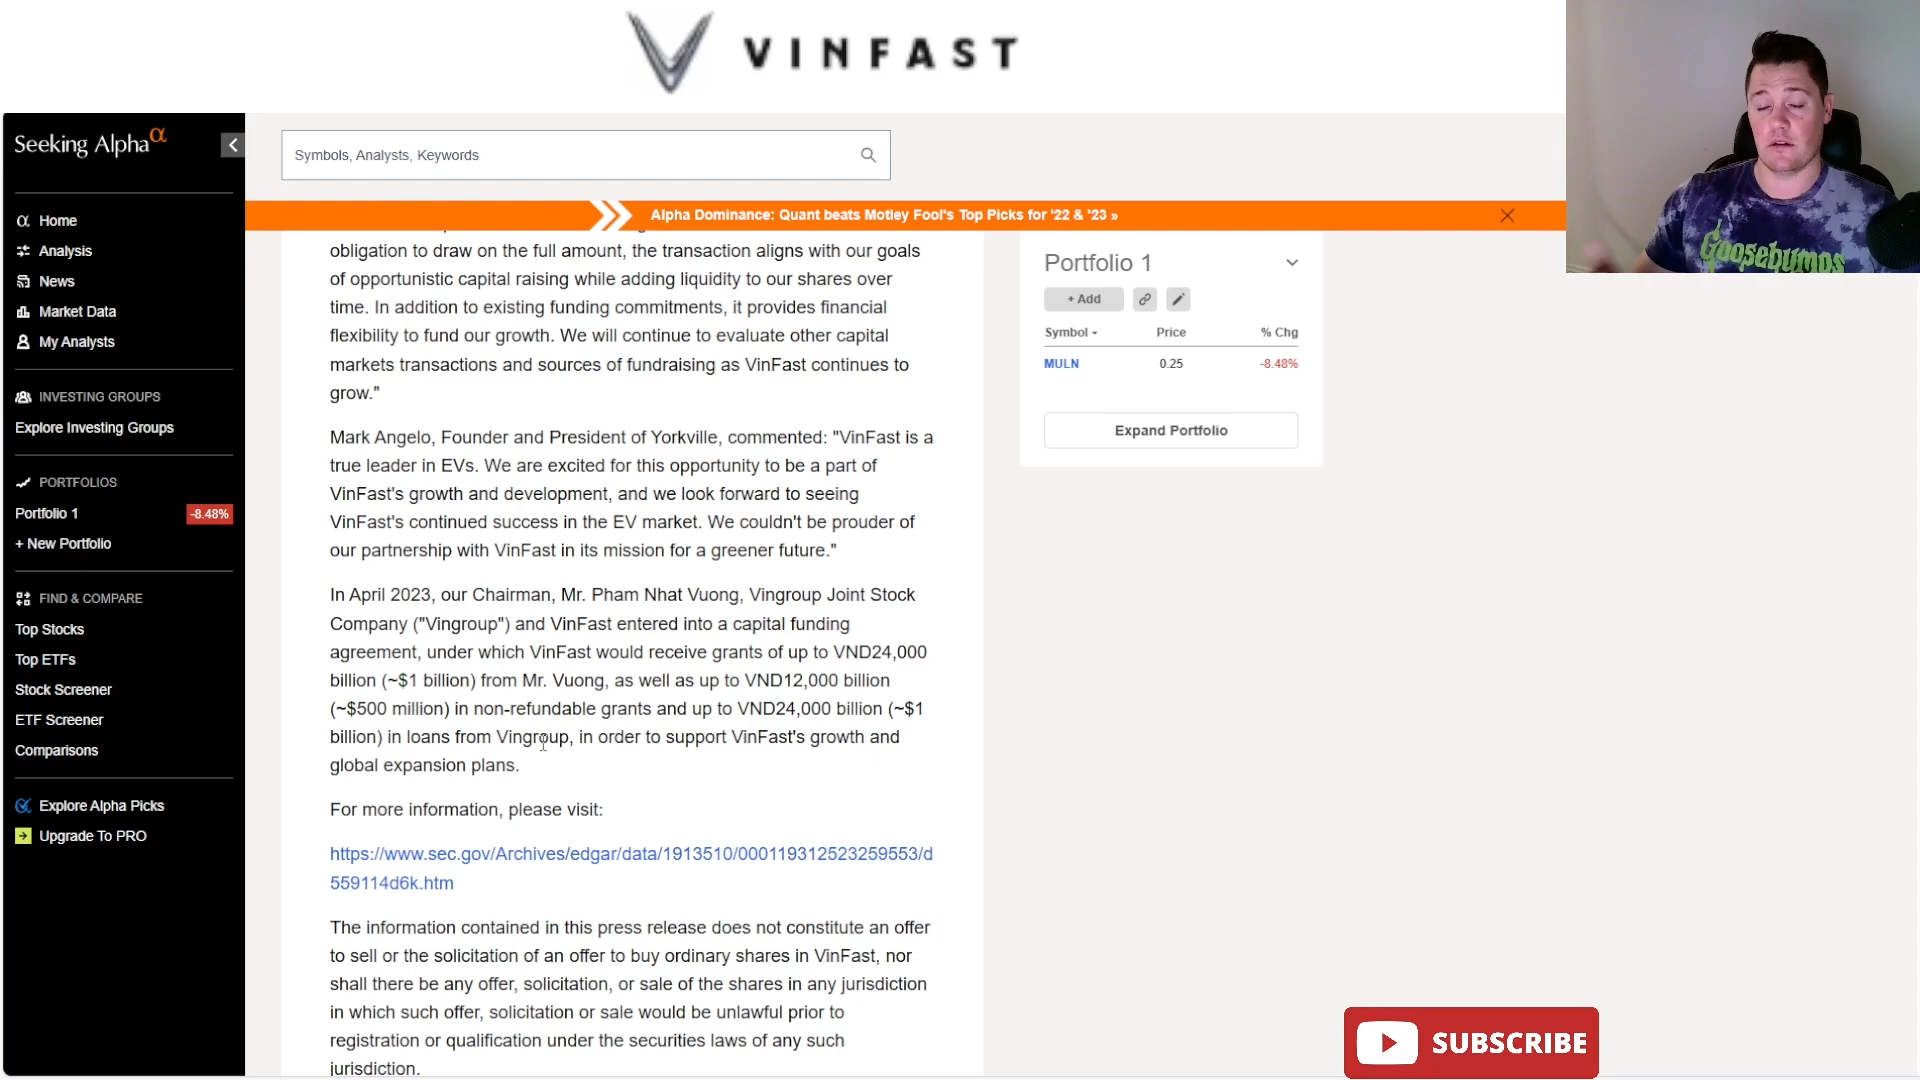 VINFAST
Seeking Alpha α
Symbols, Analysts, Keywords
Alpha Dominance: Quant beats Motley Fool's Top Picks for '22 & '23 »
Home
Analysis
News
Market Data
My Analysts
INVESTING GROUPS
Explore Investing Groups
PORTFOLIOS
Portfolio 1 -8.48%
+ New Portfolio
FIND & COMPARE
Top Stocks
Top ETFs
Stock Screener
ETF Screener
Comparisons
Explore Alpha Picks
Upgrade To PRO
obligation to draw on the full amount, the transaction aligns with our goals
of opportunistic capital raising while adding liquidity to our shares over
time. In addition to existing funding commitments, it provides financial
flexibility to fund our growth. We will continue to evaluate other capital
markets transactions and sources of fundraising as VinFast continues to
grow."
Mark Angelo, Founder and President of Yorkville, commented: "VinFast is a
true leader in EVs. We are excited for this opportunity to be a part of
VinFast's growth and development, and we look forward to seeing
VinFast's continued success in the EV market. We couldn't be prouder of
our partnership with VinFast in its mission for a greener future."
In April 2023, our Chairman, Mr. Pham Nhat Vuong, Vingroup Joint Stock
Company ("Vingroup") and VinFast entered into a capital funding
agreement, under which VinFast would receive grants of up to VND24,000
billion (~$1 billion) from Mr. Vuong, as well as up to VND12,000 billion
(~$500 million) in non-refundable grants and up to VND24,000 billion (~$1
billion) in loans from Vingroup, in order to support VinFast's growth and
global expansion plans.
For more information, please visit:
https://www.sec.gov/Archives/edgar/data/1913510/000119312523259553/d
559114d6k.htm
The information contained in this press release does not constitute an offer
to sell or the solicitation of an offer to buy ordinary shares in VinFast, nor
shall there be any offer, solicitation, or sale of the shares in any jurisdiction
in which such offer, solicitation or sale would be unlawful prior to
registration or qualification under the securities laws of any such
jurisdiction.
Portfolio 1
+ Add
Symbol Price % Chg
MULN 0.25 -8.48%
Expand Portfolio
Goosebumps
SUBSCRIBE